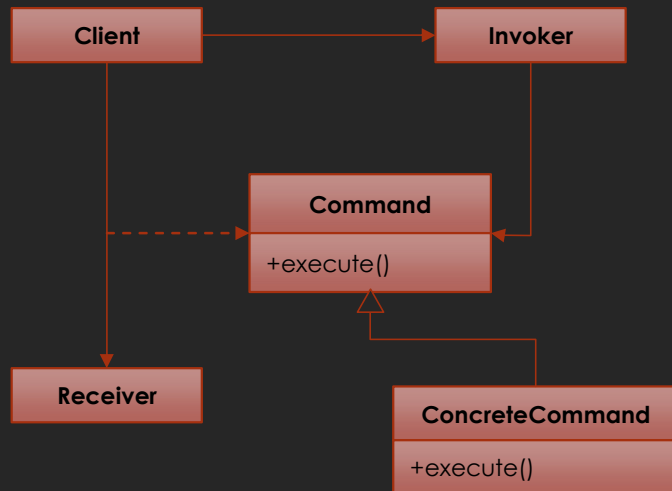 Client
Invoker
Command
+execute()
Receiver
ConcreteCommand
+execute()